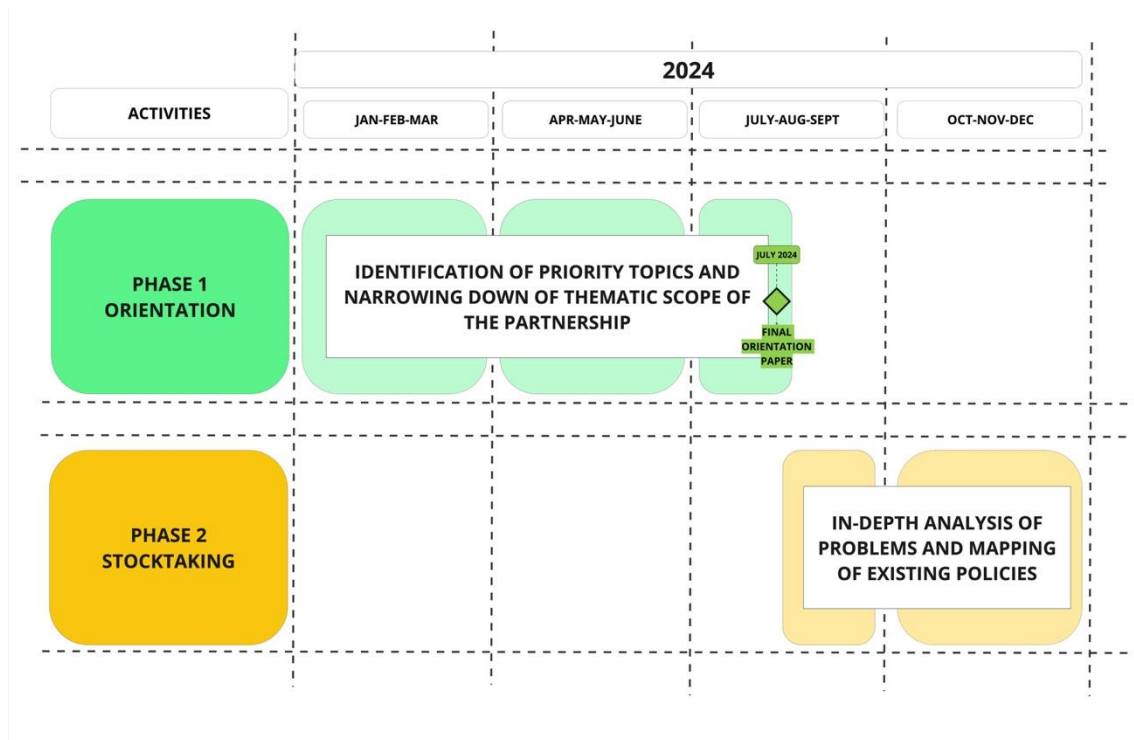 2024
ACTIVITIES
JAN-FEB-MAR
APR-MAY-JUNE
JULY-AUG-SEPT
OCT-NOV-DEC
PHASE 1
ORIENTATION
IDENTIFICATION OF PRIORITY TOPICS AND
NARROWING DOWN OF THEMATIC SCOPE OF
THE PARTNERSHIP
JULY 2024
FINAL
ORIENTATION
PAPER
PHASE 2
STOCKTAKING
IN-DEPTH ANALYSIS OF
PROBLEMS AND MAPPING
OF EXISTING POLICIES